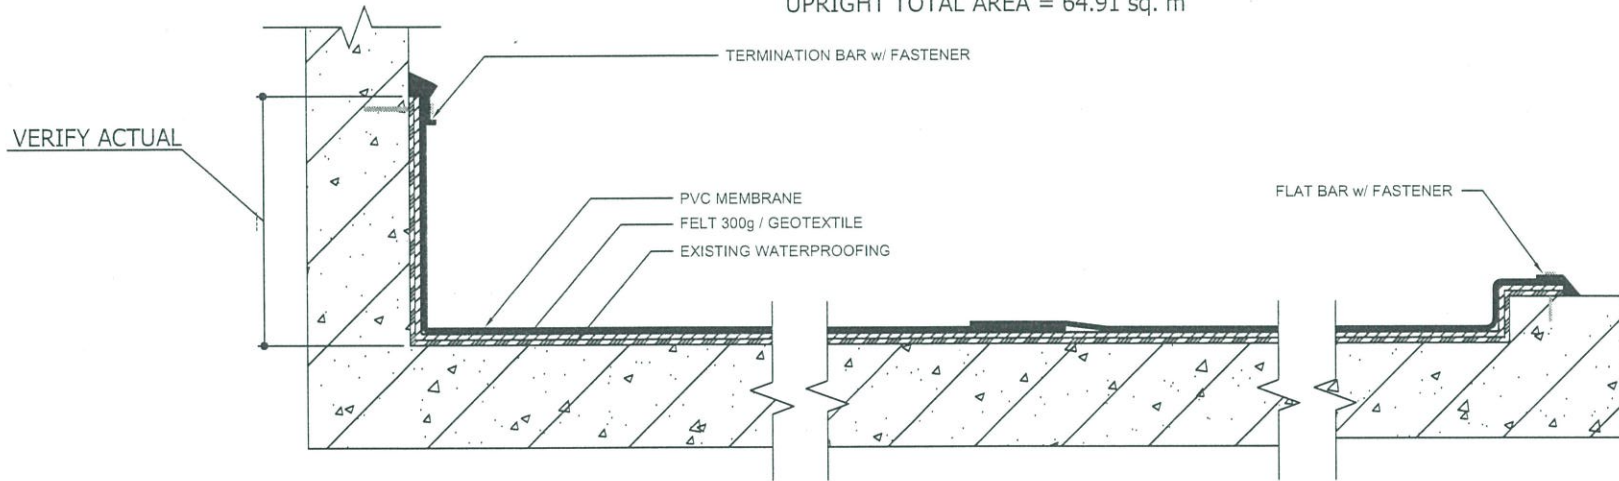 UPRIGHT TOTAL AREA = 64.91 sq. m
TERMINATION BAR w/ FASTENER
VERIFY ACTUAL
PVC MEMBRANE
FELT 300g / GEOTEXTILE
EXISTING WATERPROOFING
FLAT BAR w/ FASTENER